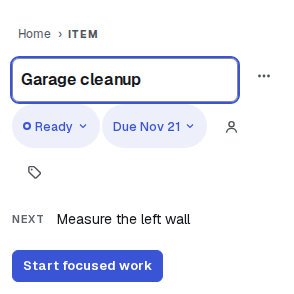 Home › ITEM
Garage cleanup
Ready Due Nov 21
NEXT Measure the left wall
Start focused work